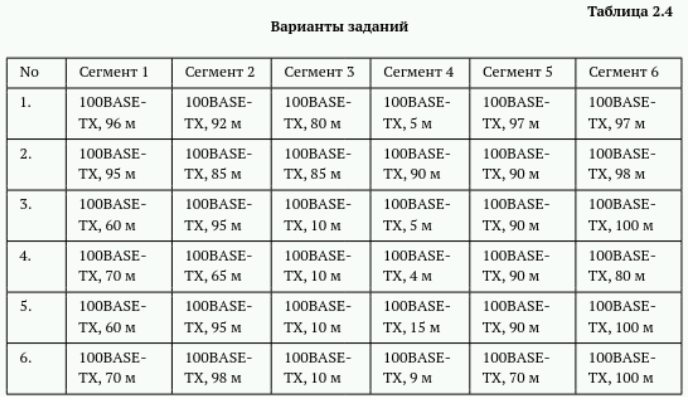 Таблица 2.4
Варианты заданий
No Сегмент 1 Сегмент 2 Сегмент 3 Сегмент 4 Сегмент 5 Сегмент 6
1. 100BASE- 100BASE- 100BASE- 100BASE- 100BASE- 100BASE-
TX, 96 м TX, 92 м TX, 80 м TX, 5 м TX, 97 м TX, 97 м
2. 100BASE- 100BASE- 100BASE- 100BASE- 100BASE- 100BASE-
TX, 95 м TX, 85 м TX, 85 м TX, 90 м TX, 90 м TX, 98 м
3. 100BASE- 100BASE- 100BASE- 100BASE- 100BASE- 100BASE-
TX, 60 м TX, 95 м TX, 10 м TX, 5 м TX, 90 м TX, 100 м
4. 100BASE- 100BASE- 100BASE- 100BASE- 100BASE- 100BASE-
TX, 70 м TX, 65 м TX, 10 м TX, 4 м TX, 90 м TX, 80 м
5. 100BASE- 100BASE- 100BASE- 100BASE- 100BASE- 100BASE-
TX, 60 м TX, 95 м TX, 10 м TX, 15 м TX, 90 м TX, 100 м
6. 100BASE- 100BASE- 100BASE- 100BASE- 100BASE- 100BASE-
TX, 70 м TX, 98 м TX, 10 м TX, 9 м TX, 70 м TX, 100 м